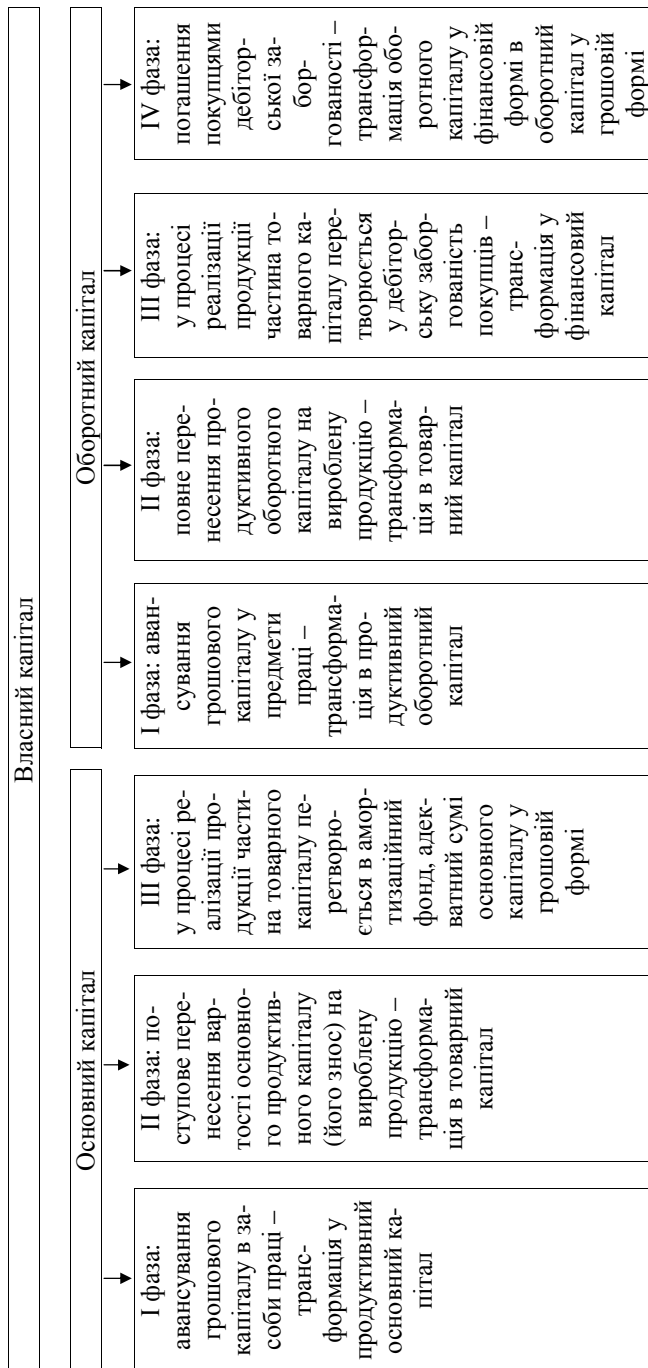 Власний капітал
Основний капітал
Оборотний капітал
I фаза:
авансування
грошового
капіталу в за-
соби праці –
транс-
формація у
продуктивний
основний ка-
пітал
II фаза: по-
ступове пере-
несення вар-
тості основно-
го продуктив-
ного капіталу
(його знос) на
вироблену
продукцію –
трансформа-
ція в товарний
капітал
III фаза:
у процесі ре-
алізації про-
дукції части-
на товарного
капіталу пе-
ретворю-
ється в амор-
тизаційний
фонд, адек-
ватний сумі
основного
капіталу у
грошовій
формі
I фаза: аван-
сування
грошового
капіталу у
предмети
праці –
трансформа-
ція в про-
дуктивний
оборотний
капітал
II фаза:
повне пере-
несення про-
дуктивного
оборотного
капіталу на
вироблену
продукцію –
трансформа-
ція в товар-
ний капітал
III фаза:
у процесі
реалізації
продукції
частина то-
варного ка-
піталу пере-
творюється
у дебітор-
ську забор-
гованість
покупців –
транс-
формація у
фінансовий
капітал
IV фаза:
погашення
покупцями
дебітор-
ської за-
бор-
гованості –
трансфор-
мація обо-
ротного
капіталу у
фінансовій
формі в
оборотний
капітал у
грошовій
формі